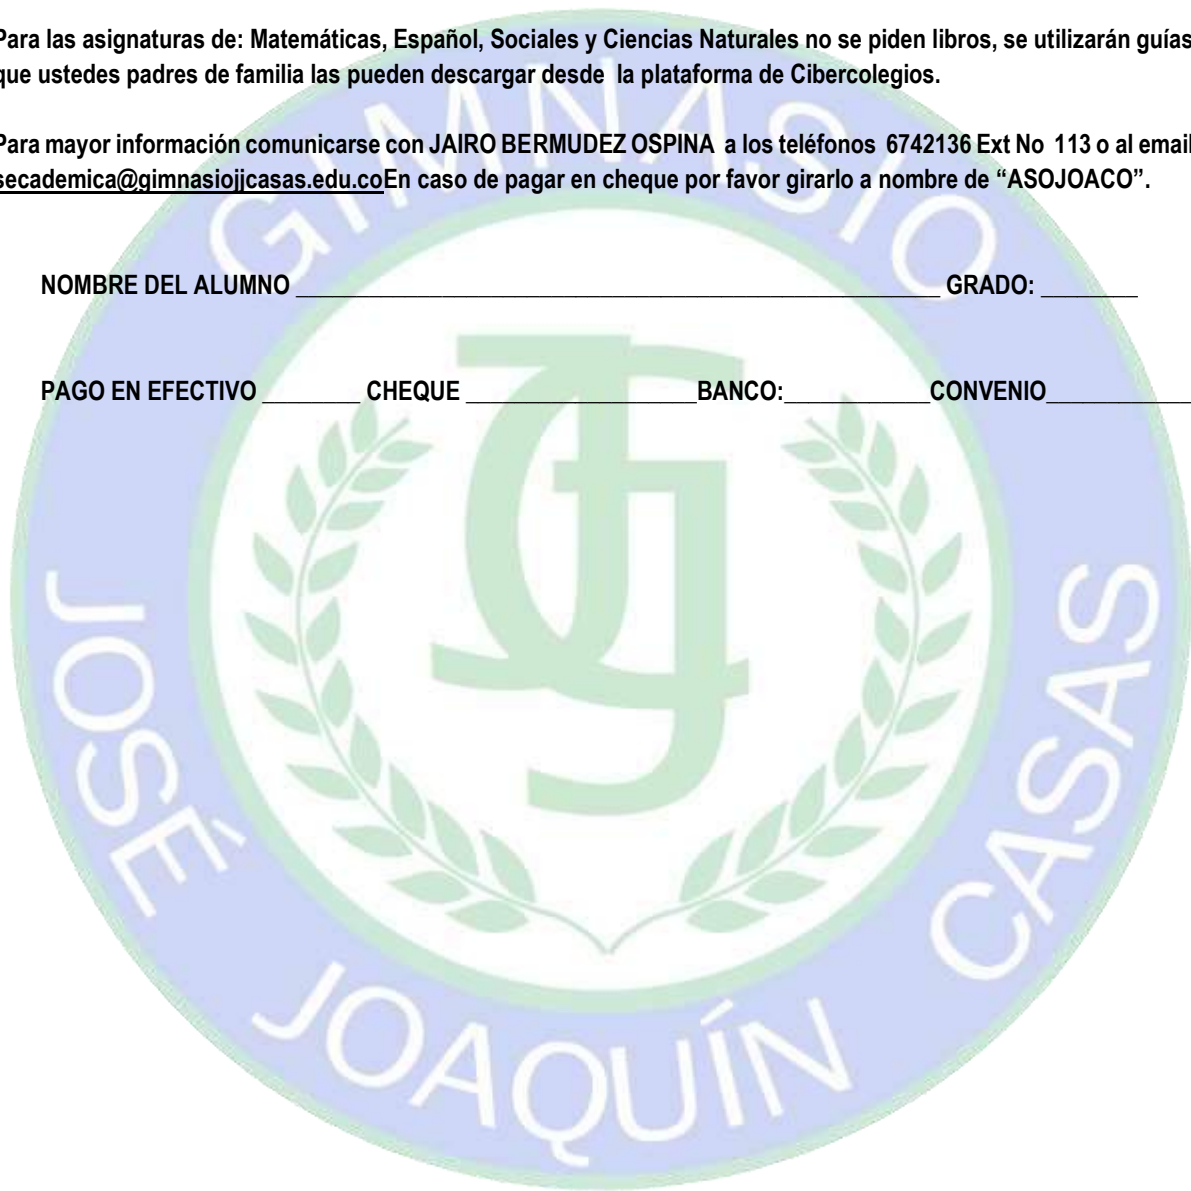 Para las asignaturas de: Matemáticas, Español, Sociales y Ciencias Naturales no se piden libros, se utilizarán guías
que ustedes padres de familia las pueden descargar desde la plataforma de Cibercolegios.
Para mayor información comunicarse con JAIRO BERMUDEZ OSPINA a los teléfonos 6742136 Ext No 113 o al email
secademica@gimnasiojjcasas.edu.coEn caso de pagar en cheque por favor girarlo a nombre de “ASOJOACO”.
NOMBRE DEL ALUMNO ____________________ GRADO: ________
PAGO EN EFECTIVO ________ CHEQUE ___________________BANCO:____________CONVENIO____________
GIMNASIO
JOSÉ JOAQUÍN CASAS
JJG